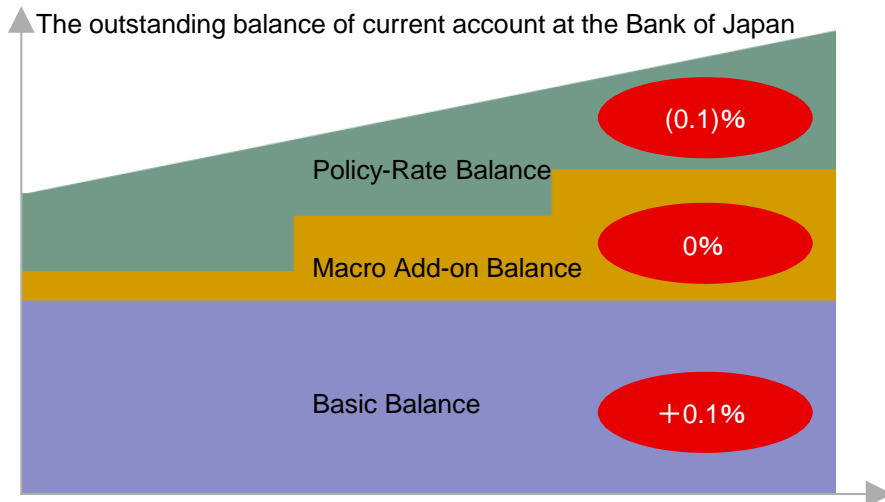 The outstanding balance of current account at the Bank of Japan
(0.1)%
Policy-Rate Balance
0%
Macro Add-on Balance
Basic Balance
＋0.1%